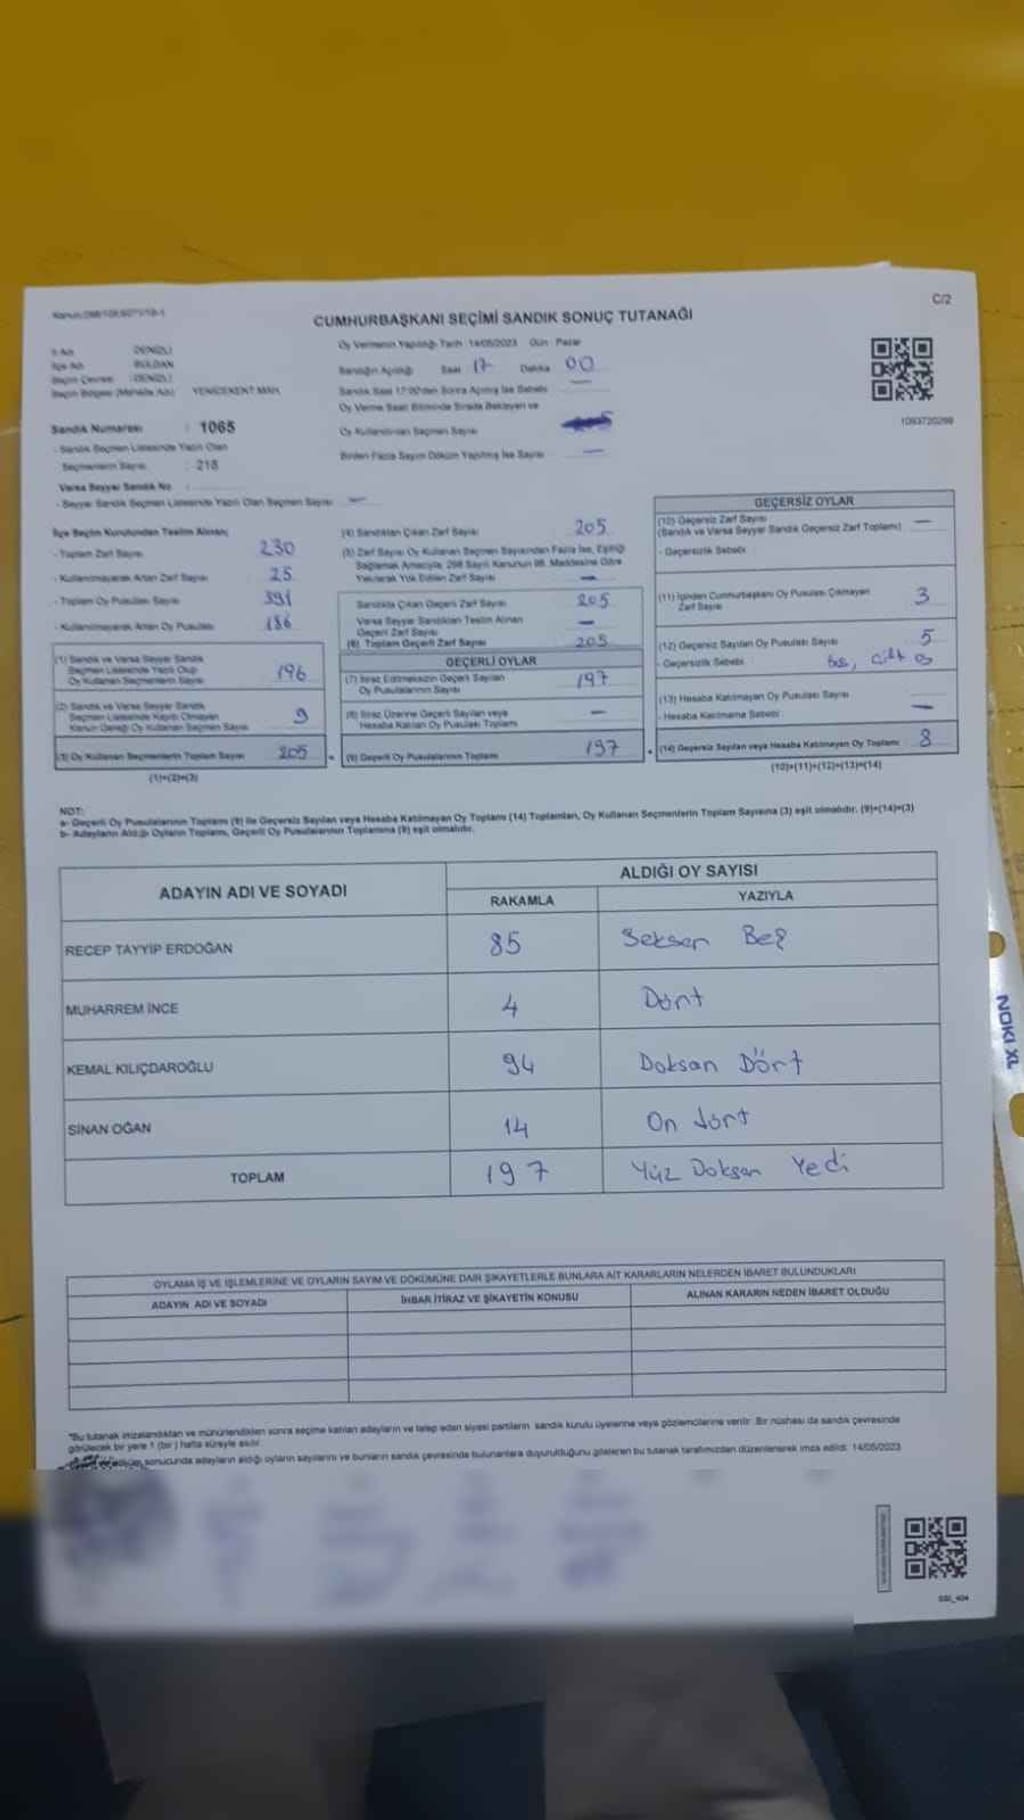 C/2
CUMHURBAŞKANI SEÇİMİ SANDIK SONUÇ TUTANAĞI
Oy Vermenin Yapıldığı Tarih 14/05/2023 Gün Pazar
İl Adı DENİZLİ
İlçe Adı BULDAN
Seçim Çevresi DENİZLİ
Seçim Bölgesi (Mahalle Adı) YENİCEKENT MAH.
Sandığın Açıldığı Saat 17 Dakika 00
Sandık Saat 17:00'den Sonra Açılmış İse Sebebi —
Oy Verme Saati Bitiminde Sırada Bekleyen ve
Oy Kullandırılan Seçmen Sayısı
Birden Fazla Sayım Döküm Yapılmış İse Sayısı —
1093720299
Sandık Numarası : 1065
- Sandık Seçmen Listesinde Yazılı Olan
Seçmenlerin Sayısı : 218
Varsa Seyyar Sandık No :
- Seyyar Sandık Seçmen Listesinde Yazılı Olan Seçmen Sayısı —
İlçe Seçim Kurulundan Teslim Alınan;
- Toplam Zarf Sayısı 230
- Kullanılmayarak Artan Zarf Sayısı 25
- Toplam Oy Pusulası Sayısı 391
- Kullanılmayarak Artan Oy Pusulası 186
(1) Sandık ve Varsa Seyyar Sandık
Seçmen Listesinde Yazılı Olup
Oy Kullanan Seçmenlerin Sayısı 196
(2) Sandık ve Varsa Seyyar Sandık
Seçmen Listesinde Kayıtlı Olmayan
Kanun Gereği Oy Kullanan Seçmen Sayısı 9
(3) Oy Kullanan Seçmenlerin Toplam Sayısı 205
(1)+(2)=(3)
(4) Sandıktan Çıkan Zarf Sayısı 205
(5) Zarf Sayısı Oy Kullanan Seçmen Sayısından Fazla İse, Eşitliği
Sağlamak Amacıyla, 298 Sayılı Kanunun 98. Maddesine Göre
Yakılarak Yok Edilen Zarf Sayısı —
Sandıkta Çıkan Geçerli Zarf Sayısı 205
Varsa Seyyar Sandıktan Teslim Alınan
Geçerli Zarf Sayısı —
(6) Toplam Geçerli Zarf Sayısı 205
GEÇERLİ OYLAR
(7) İtiraz Edilmeksizin Geçerli Sayılan
Oy Pusulalarının Sayısı 197
(8) İtiraz Üzerine Geçerli Sayılan veya
Hesaba Katılan Oy Pusulası Toplamı —
(9) Geçerli Oy Pusulalarının Toplamı 197
GEÇERSİZ OYLAR
(10) Geçersiz Zarf Sayısı —
(Sandık ve Varsa Seyyar Sandık Geçersiz Zarf Toplamı)
- Geçersizlik Sebebi
(11) İçinden Cumhurbaşkanı Oy Pusulası Çıkmayan
Zarf Sayısı 3
(12) Geçersiz Sayılan Oy Pusulası Sayısı 5
- Geçersizlik Sebebi
(13) Hesaba Katılmayan Oy Pusulası Sayısı —
- Hesaba Katılmama Sebebi
(14) Geçersiz Sayılan veya Hesaba Katılmayan Oy Toplamı 8
(10)+(11)+(12)+(13)=(14)
NOT:
a- Geçerli Oy Pusulalarının Toplamı (9) ile Geçersiz Sayılan veya Hesaba Katılmayan Oy Toplamı (14) Toplamları, Oy Kullanan Seçmenlerin Toplam Sayısına (3) eşit olmalıdır. (9)+(14)=(3)
b- Adayların Aldığı Oyların Toplamı, Geçerli Oy Pusulalarının Toplamına (9) eşit olmalıdır.
ADAYIN ADI VE SOYADI
ALDIĞI OY SAYISI
RAKAMLA YAZIYLA
RECEP TAYYİP ERDOĞAN 85 Seksen Beş
MUHARREM İNCE 4 Dört
KEMAL KILIÇDAROĞLU 94 Doksan Dört
SİNAN OĞAN 14 On dört
TOPLAM 197 Yüz Doksan Yedi
NOKI XL
OYLAMA İŞ VE İŞLEMLERİNE VE OYLARIN SAYIM VE DÖKÜMÜNE DAİR ŞİKAYETLERLE BUNLARA AİT KARARLARIN NELERDEN İBARET BULUNDUKLARI
ADAYIN ADI VE SOYADI İHBAR İTİRAZ VE ŞİKAYETİN KONUSU ALINAN KARARIN NEDEN İBARET OLDUĞU
*Bu tutanak imzalandıktan ve mühürlendikten sonra seçime katılan adayların ve talep eden siyasi partilerin sandık kurulu üyelerine veya gözlemcilerine verilir. Bir nüshası da sandık çevresinde
görülecek bir yere 1 (bir) hafta süreyle asılır.
sonucunda adayların aldığı oyların sayılarını ve bunların sandık çevresinde bulunanlara duyurulduğunu gösteren bu tutanak tarafımızdan düzenlenerek imza edildi. 14/05/2023